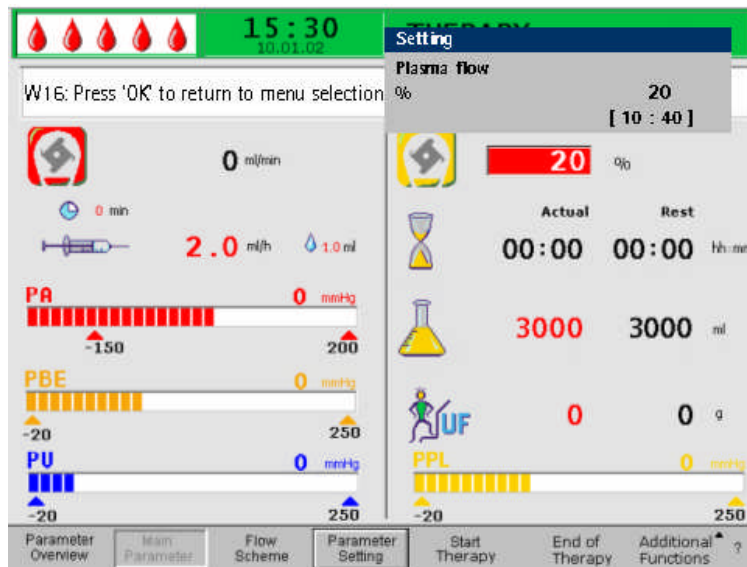 15:30
10.01.02
Setting
Plasma flow
% 20
[ 10 : 40 ]
W16: Press 'OK' to return to menu selection
0 ml/min
20 %
0 min
Actual Rest
2.0 ml/h 1.0 ml
00:00 00:00
PA 0 mmHg
-150 200
3000 3000 ml
PBE 0 mmHg
-20 250
UF 0 0 g
PV 0 mmHg
PPL 0 mmHg
-20 250
-20 250
Parameter Overview
Main Parameter
Flow Scheme
Parameter Setting
Start Therapy
End of Therapy
Additional Functions
?